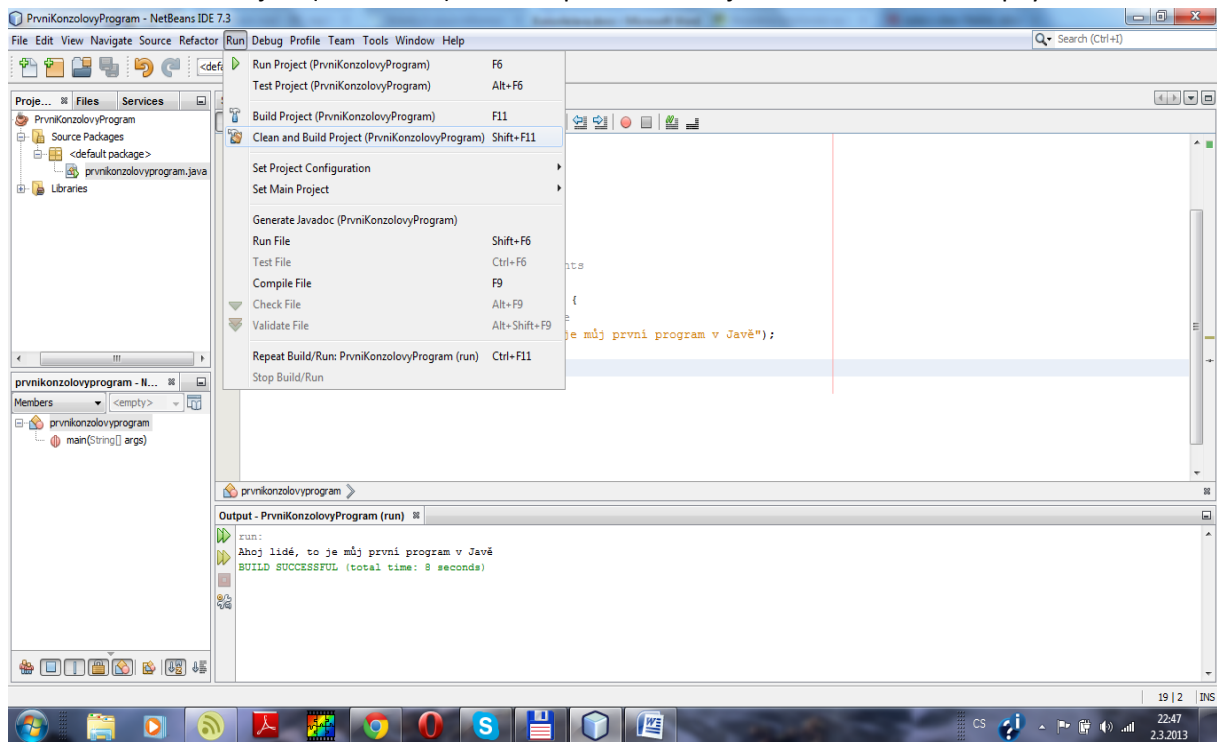 PrvniKonzolovyProgram - NetBeans IDE 7.3
File Edit View Navigate Source Refactor Run Debug Profile Team Tools Window Help
Search (Ctrl+I)
<def
Run Project (PrvniKonzolovyProgram) F6
Test Project (PrvniKonzolovyProgram) Alt+F6
Build Project (PrvniKonzolovyProgram) F11
Clean and Build Project (PrvniKonzolovyProgram) Shift+F11
Set Project Configuration
Set Main Project
Generate Javadoc (PrvniKonzolovyProgram)
Run File Shift+F6
Test File Ctrl+F6
Compile File F9
Check File Alt+F9
Validate File Alt+Shift+F9
Repeat Build/Run: PrvniKonzolovyProgram (run) Ctrl+F11
Stop Build/Run
Proje... Files Services
PrvniKonzolovyProgram
Source Packages
<default package>
prvnikonzolovyprogram.java
Libraries
nts
{
je můj první program v Javě");
prvnikonzolovyprogram - N...
Members <empty>
prvnikonzolovyprogram
main(String[] args)
prvnikonzolovyprogram
Output - PrvniKonzolovyProgram (run)
run:
Ahoj lidé, to je můj první program v Javě
BUILD SUCCESSFUL (total time: 8 seconds)
19 | 2 INS
CS
22:47
2.3.2013